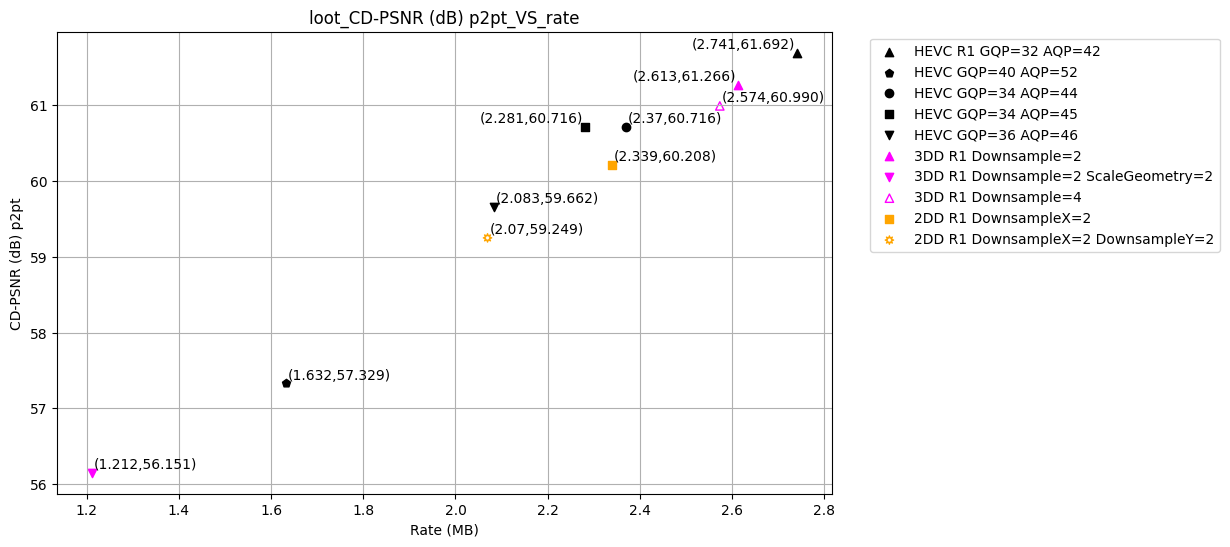 loot_CD-PSNR (dB) p2pt_VS_rate
(2.741,61.692)
(2.613,61.266)
(2.574,60.990)
(2.281,60.716)
(2.37,60.716)
(2.339,60.208)
(2.083,59.662)
(2.07,59.249)
(1.632,57.329)
(1.212,56.151)
61
60
59
58
57
56
CD-PSNR (dB) p2pt
1.2
1.4
1.6
1.8
2.0
2.2
2.4
2.6
2.8
Rate (MB)
HEVC R1 GQP=32 AQP=42
HEVC GQP=40 AQP=52
HEVC GQP=34 AQP=44
HEVC GQP=34 AQP=45
HEVC GQP=36 AQP=46
3DD R1 Downsample=2
3DD R1 Downsample=2 ScaleGeometry=2
3DD R1 Downsample=4
2DD R1 DownsampleX=2
2DD R1 DownsampleX=2 DownsampleY=2